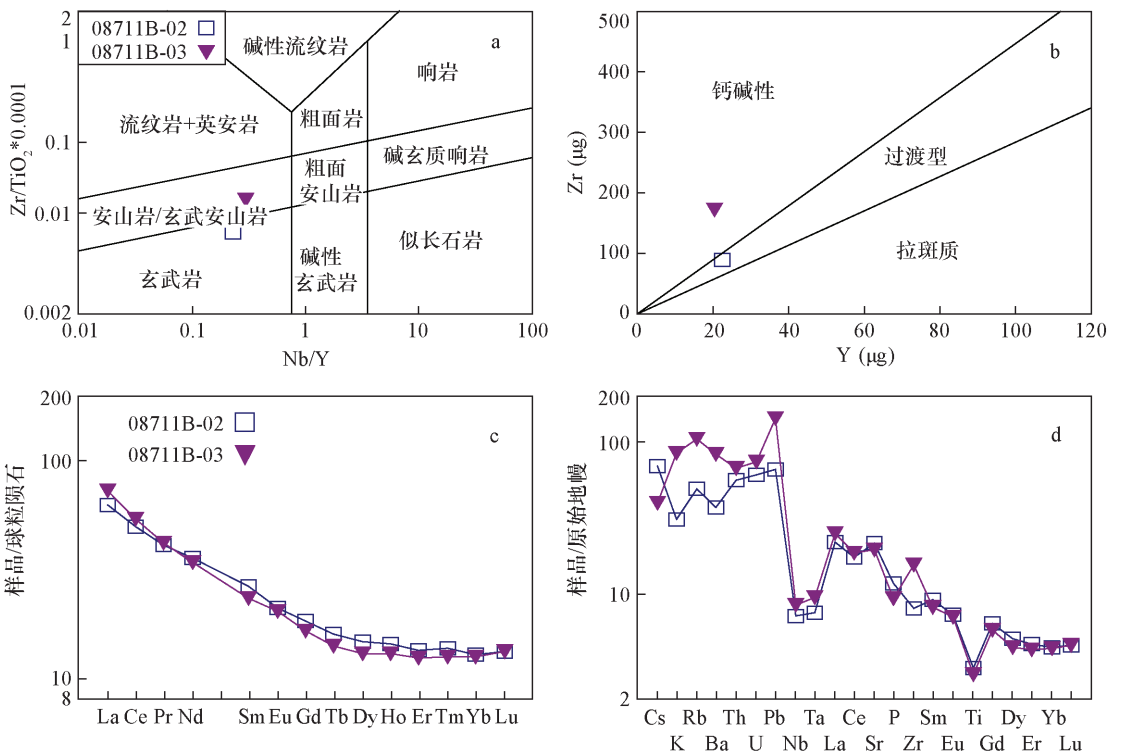 a
08711B-02
08711B-03
碱性流纹岩
响岩
流纹岩+英安岩
粗面岩
碱玄质响岩
粗面
安山岩
安山岩/玄武安山岩
似长石岩
玄武岩
碱性
玄武岩
Zr/TiO2*0.0001
2
1
0.1
0.01
0.002
0.01 0.1 1 10 100
Nb/Y
b
钙碱性
过渡型
拉斑质
Zr (μg)
500
400
300
200
100
0
0 20 40 60 80 100 120
Y (μg)
c
08711B-02
08711B-03
样品/球粒陨石
200
100
10
8
La Ce Pr Nd Sm Eu Gd Tb Dy Ho Er Tm Yb Lu
d
样品/原始地幔
200
100
10
2
Cs Rb Th Pb Ta Ce P Sm Ti Dy Yb
K Ba U Nb La Sr Zr Eu Gd Er Lu